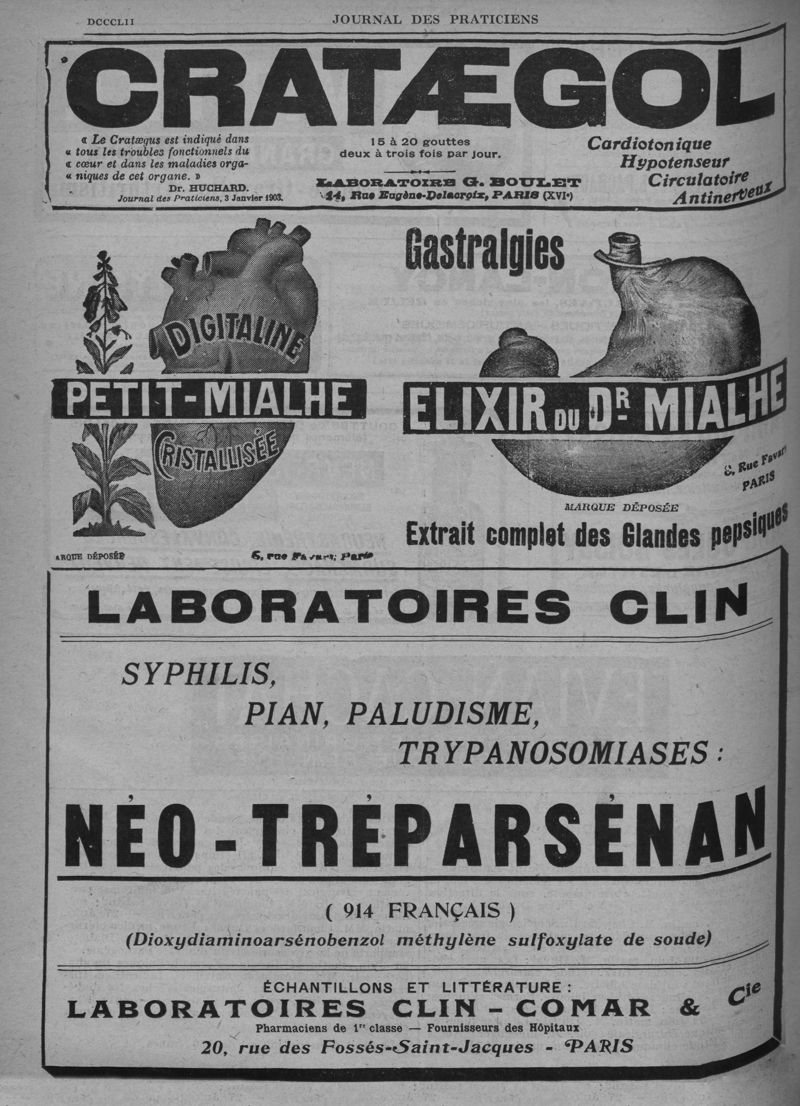 DCCCLII
JOURNAL DES PRATICIENS
CRATÆGOL
« Le Cratægus est indiqué dans
« tous les troubles fonctionnels du
« cœur et dans les maladies orga-
« niques de cet organe. »
Dr. HUCHARD.
Journal des Praticiens, 3 Janvier 1903.
15 à 20 gouttes
deux à trois fois par jour.
LABORATOIRE G. BOULET
44, Rue Eugène-Delacroix, PARIS (XVIe)
Cardiotonique
Hypotenseur
Circulatoire
Antinerveux
DIGITALINE
PETIT-MIALHE
CRISTALLISÉE
ARQUE DÉPOSÉE
rue Favart; Paris
Gastralgies
ELIXIR DU DR MIALHE
8, Rue Favart
PARIS
MARQUE DÉPOSÉE
Extrait complet des Glandes pepsiques
LABORATOIRES CLIN
SYPHILIS,
PIAN, PALUDISME,
TRYPANOSOMIASES :
NÉO-TRÉPARSÉNAN
( 914 FRANÇAIS )
(Dioxydiaminoarsénobenzol méthylène sulfoxylate de soude)
ÉCHANTILLONS ET LITTÉRATURE :
LABORATOIRES CLIN - COMAR & Cie
Pharmaciens de 1re classe — Fournisseurs des Hôpitaux
20, rue des Fossés-Saint-Jacques - PARIS